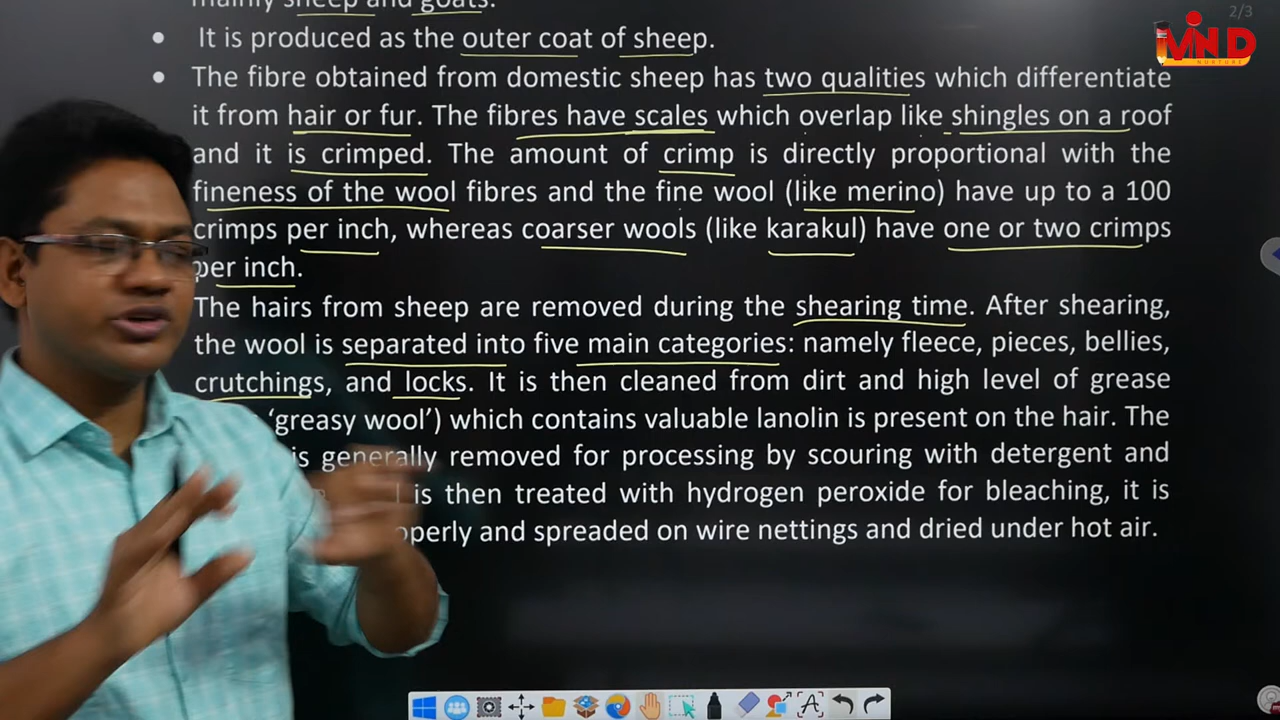 mainly sheep and goats.
2/3
MIND
NURTURE
• It is produced as the outer coat of sheep.
• The fibre obtained from domestic sheep has two qualities which differentiate
it from hair or fur. The fibres have scales which overlap like shingles on a roof
and it is crimped. The amount of crimp is directly proportional with the
fineness of the wool fibres and the fine wool (like merino) have up to a 100
crimps per inch, whereas coarser wools (like karakul) have one or two crimps
per inch.
The hairs from sheep are removed during the shearing time. After shearing,
the wool is separated into five main categories: namely fleece, pieces, bellies,
crutchings, and locks. It is then cleaned from dirt and high level of grease
‘greasy wool’) which contains valuable lanolin is present on the hair. The
is generally removed for processing by scouring with detergent and
is then treated with hydrogen peroxide for bleaching, it is
and spreaded on wire nettings and dried under hot air.
A